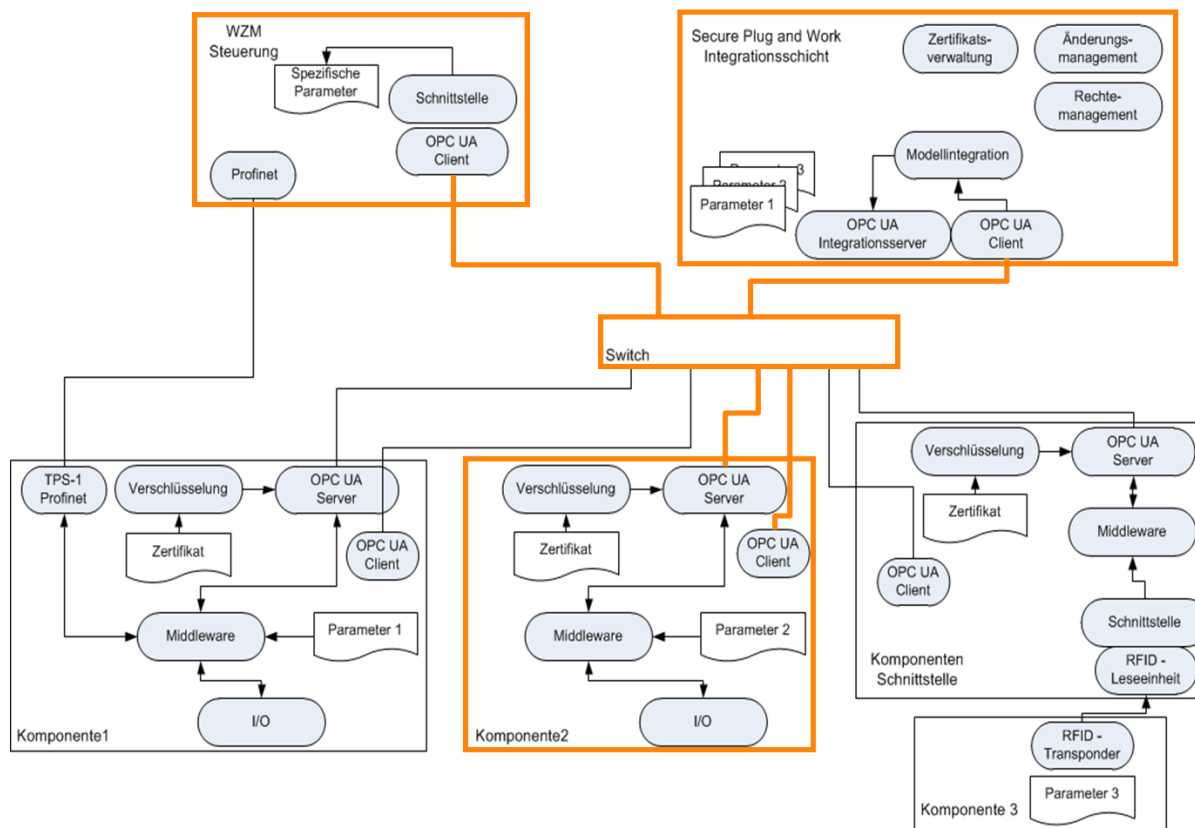 WZM
Steuerung
Spezifische
Parameter
Schnittstelle
OPC UA
Client
Profinet
Secure Plug and Work
Integrationsschicht
Zertifikats-
verwaltung
Änderungs-
management
Rechte-
management
Modellintegration
Parameter 3
Parameter 2
Parameter 1
OPC UA
Integrationsserver
OPC UA
Client
Switch
TPS-1
Profinet
Verschlüsselung
OPC UA
Server
Zertifikat
OPC UA
Client
Middleware
Parameter 1
I/O
Komponente1
Verschlüsselung
OPC UA
Server
Zertifikat
OPC UA
Client
Middleware
Parameter 2
I/O
Komponente2
Verschlüsselung
OPC UA
Server
Zertifikat
Middleware
OPC UA
Client
Schnittstelle
Komponenten
Schnittstelle
RFID -
Leseeinheit
RFID -
Transponder
Parameter 3
Komponente 3